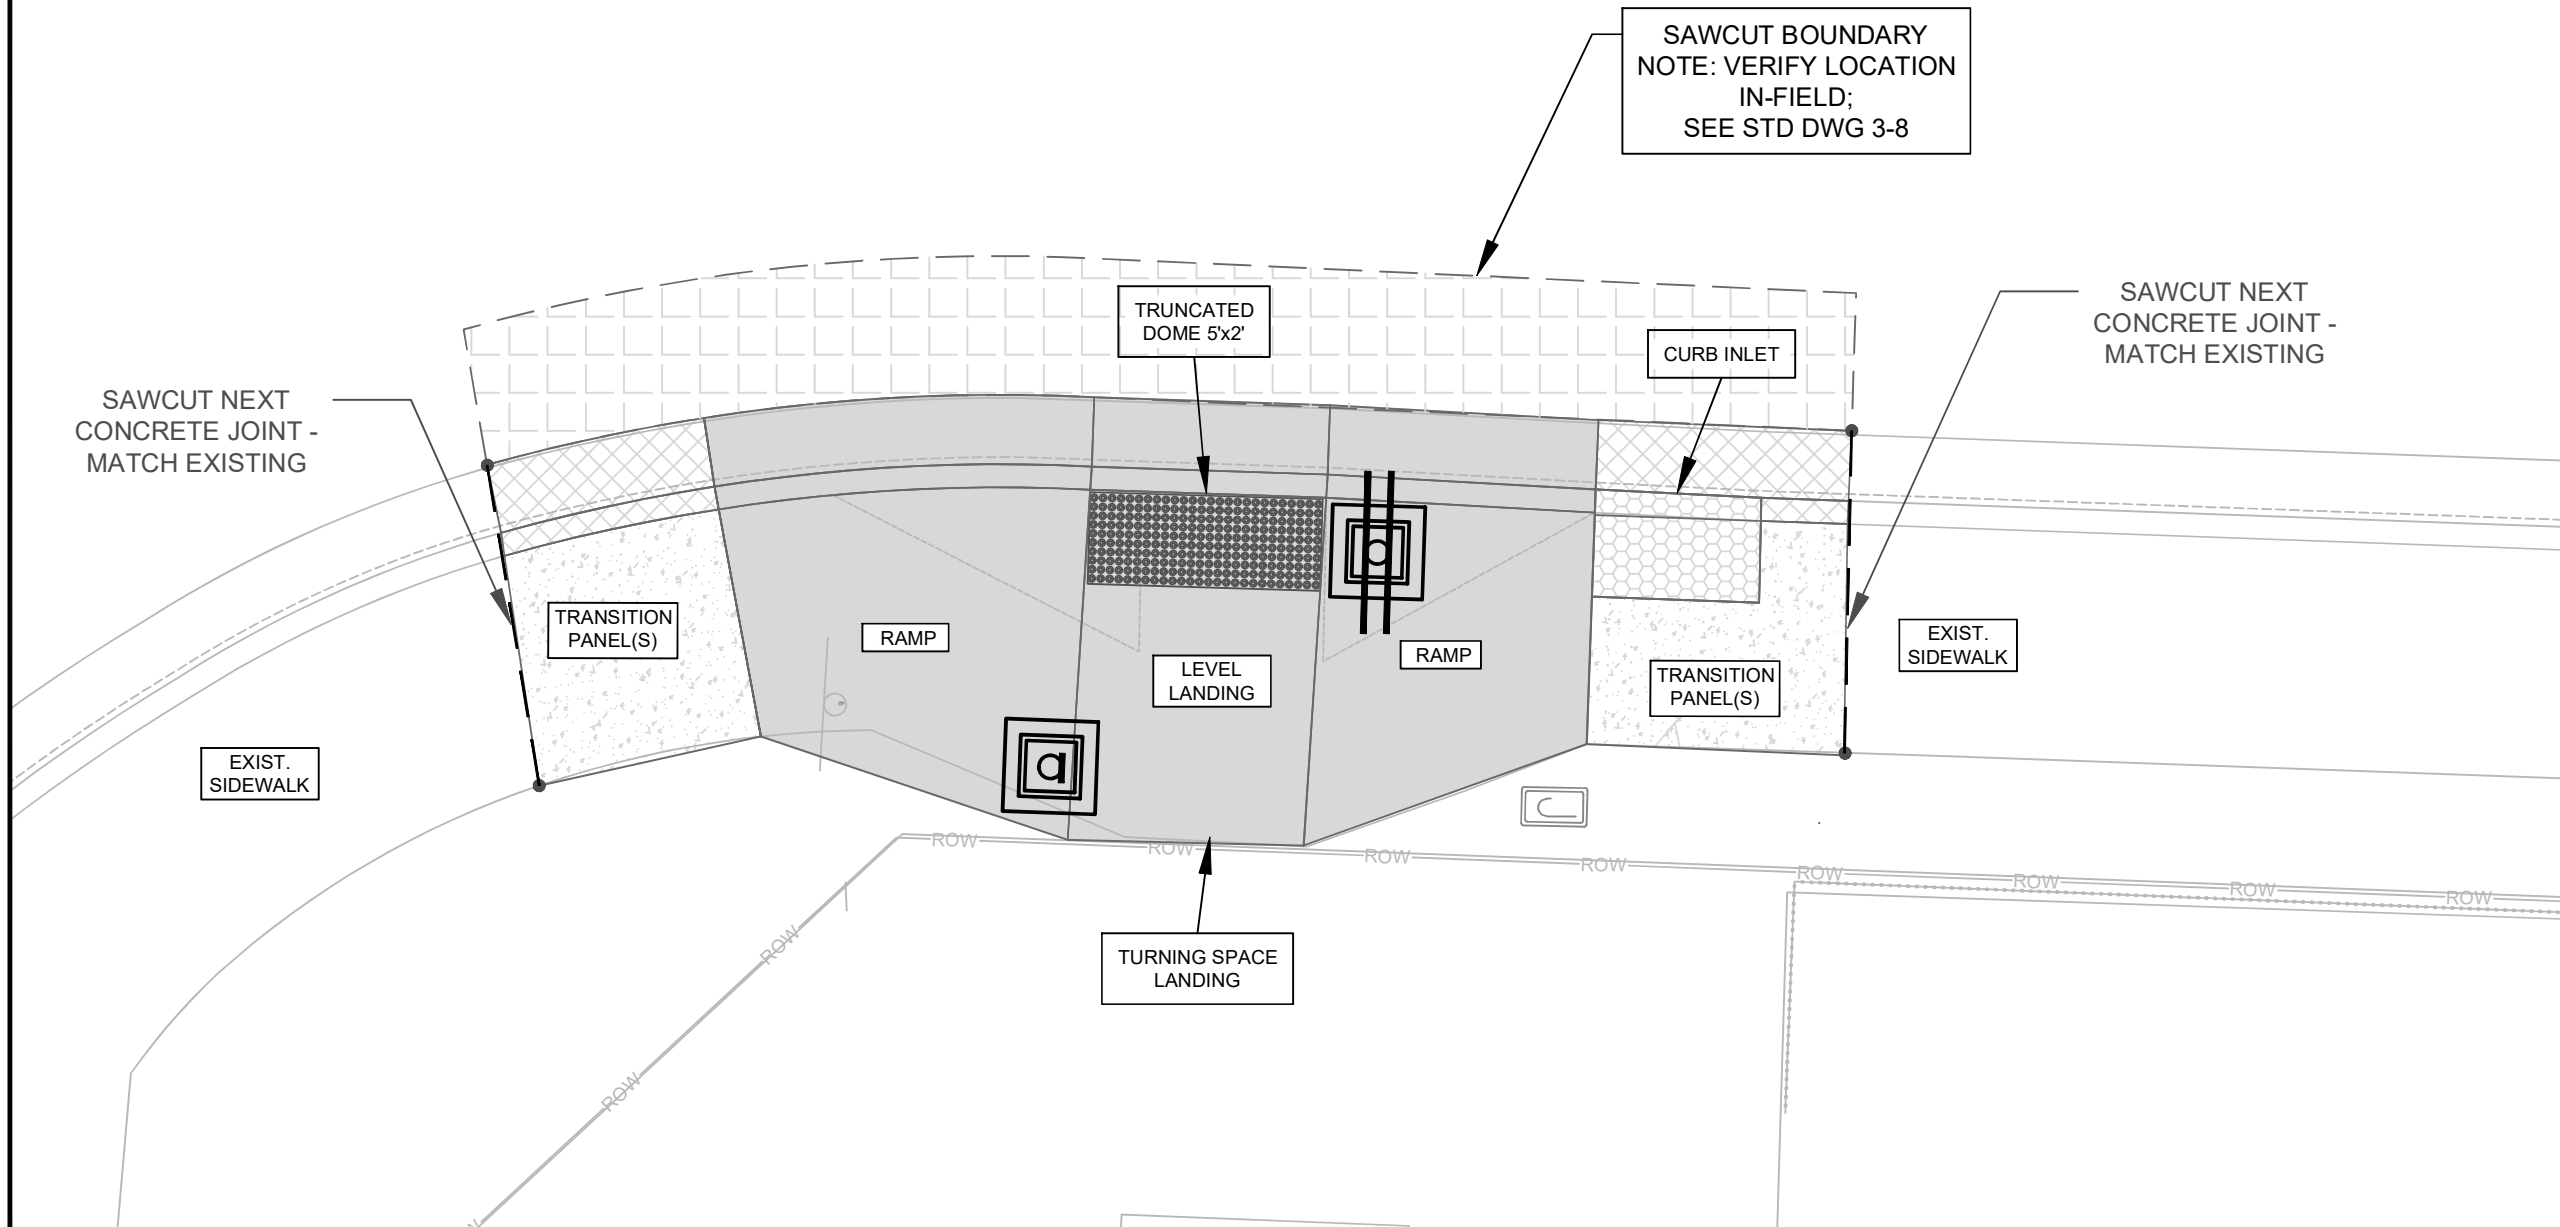 SAWCUT BOUNDARY
NOTE: VERIFY LOCATION
IN-FIELD;
SEE STD DWG 3-8
SAWCUT NEXT
CONCRETE JOINT -
MATCH EXISTING
TRUNCATED
DOME 5'x2'
CURB INLET
SAWCUT NEXT
CONCRETE JOINT -
MATCH EXISTING
TRANSITION
PANEL(S)
RAMP
LEVEL
LANDING
RAMP
TRANSITION
PANEL(S)
EXIST.
SIDEWALK
EXIST.
SIDEWALK
ROW
ROW
ROW
ROW
ROW
ROW
ROW
ROW
ROW
ROW
TURNING SPACE
LANDING